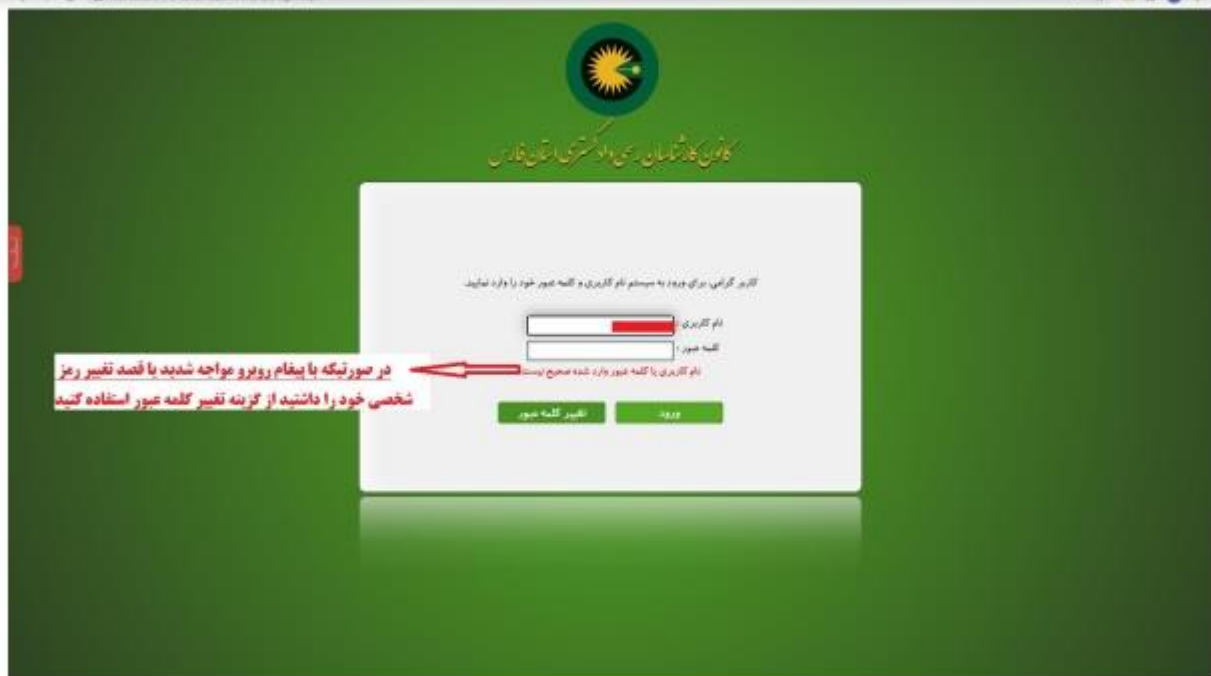 کانون کارشناسان رسمی دادگستری استان فارس
کاربر گرامی، برای ورود به سیستم نام کاربری و کلمه عبور خود را وارد نمایید.
نام کاربری :
کلمه عبور :
نام کاربری یا کلمه عبور وارد شده صحیح نیست
ورود
تغییر کلمه عبور
در صورتیکه با پیغام روبرو مواجه شدید یا قصد تغییر رمز
شخصی خود را داشتید از گزینه تغییر کلمه عبور استفاده کنید